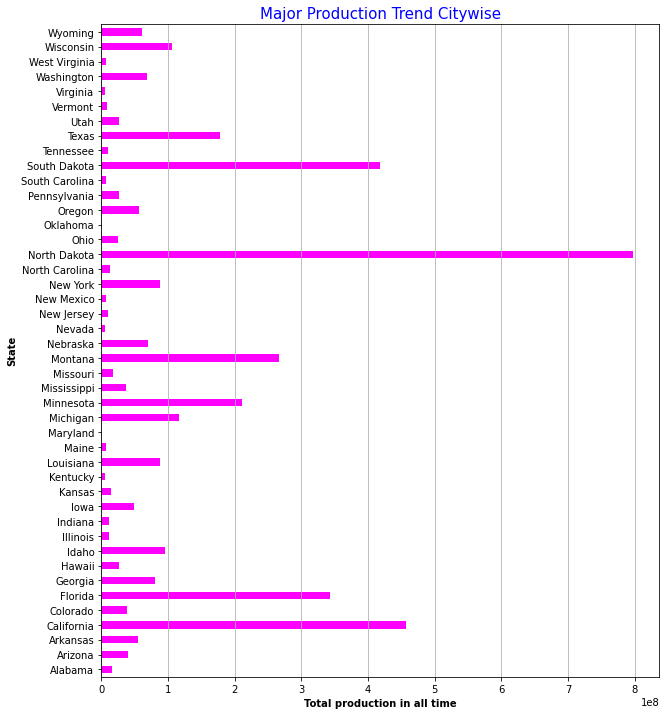 Major Production Trend Citywise
Wyoming
Wisconsin
West Virginia
Washington
Virginia
Vermont
Utah
Texas
Tennessee
South Dakota
South Carolina
Pennsylvania
Oregon
Oklahoma
Ohio
North Dakota
North Carolina
New York
New Mexico
New Jersey
Nevada
Nebraska
Montana
Missouri
Mississippi
Minnesota
Michigan
Maryland
Maine
Louisiana
Kentucky
Kansas
Iowa
Indiana
Illinois
Idaho
Hawaii
Georgia
Florida
Colorado
California
Arkansas
Arizona
Alabama
State
0 1 2 3 4 5 6 7 8
1e8
Total production in all time